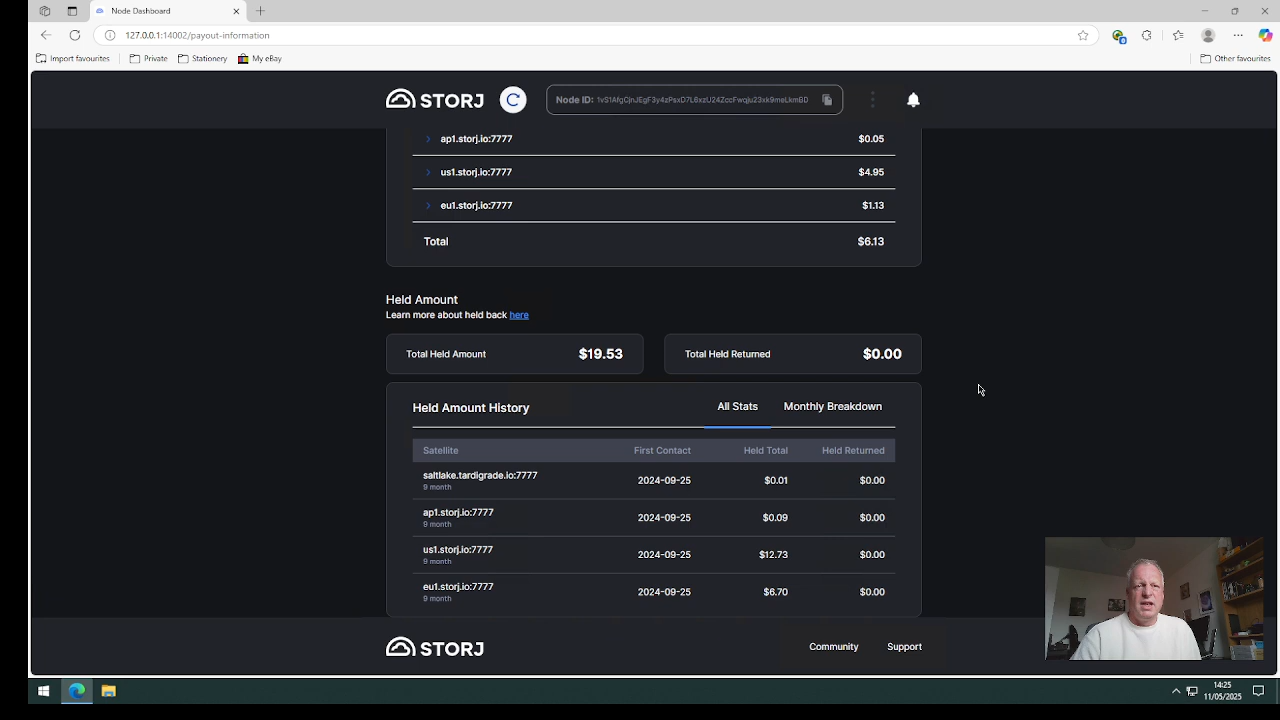 Node Dashboard
127.0.0.1:14002/payout-information
Import favourites
Private
Stationery
My eBay
Other favourites
STORJ
Node ID:
ap1.storj.io:7777 $0.05
us1.storj.io:7777 $4.95
eu1.storj.io:7777 $1.13
Total $6.13
Held Amount
Learn more about held back here
Total Held Amount $19.53
Total Held Returned $0.00
Held Amount History All Stats Monthly Breakdown
Satellite First Contact Held Total Held Returned
saltlake.tardigrade.io:7777 2024-09-25 $0.01 $0.00
9 month
ap1.storj.io:7777 2024-09-25 $0.09 $0.00
9 month
us1.storj.io:7777 2024-09-25 $12.73 $0.00
9 month
eu1.storj.io:7777 2024-09-25 $6.70 $0.00
9 month
STORJ Community Support
14:25
11/05/2025